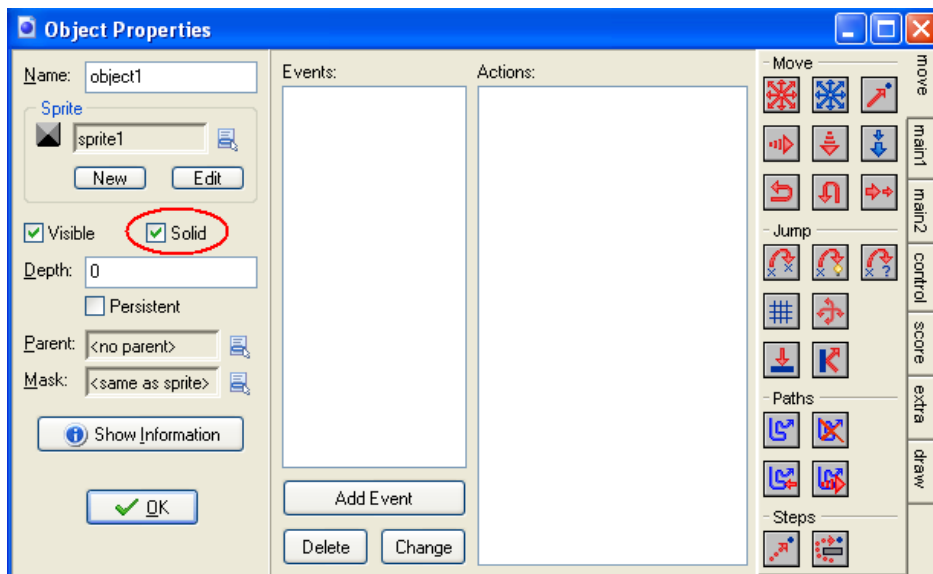 Object Properties
Name: object1
Sprite
sprite1
New Edit
Visible Solid
Depth: 0
Persistent
Parent: <no parent>
Mask: <same as sprite>
Show Information
OK
Events:
Add Event
Delete Change
Actions:
Move
Jump
Paths
Steps
move
main1
main2
control
score
extra
draw